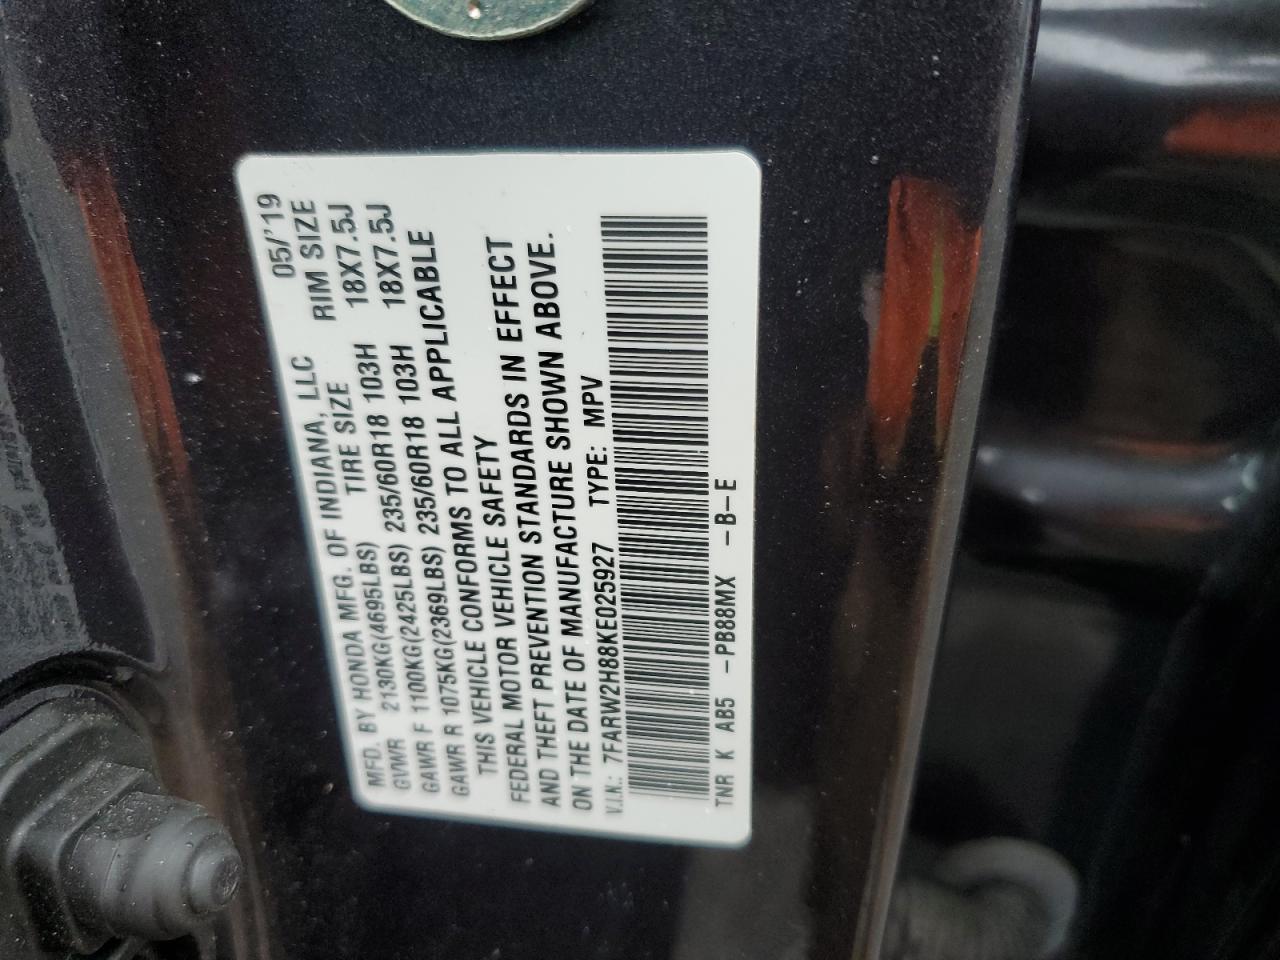 MFD. BY HONDA MFG. OF INDIANA, LLC 05/'19
GVWR 2130KG(4695LBS) TIRE SIZE RIM SIZE
GAWR F 1100KG(2425LBS) 235/60R18 103H 18X7.5J
GAWR R 1075KG(2369LBS) 235/60R18 103H 18X7.5J
THIS VEHICLE CONFORMS TO ALL APPLICABLE
FEDERAL MOTOR VEHICLE SAFETY
AND THEFT PREVENTION STANDARDS IN EFFECT
ON THE DATE OF MANUFACTURE SHOWN ABOVE.
7FARW2H88KE025927 TYPE: MPV
TNR K AB5 -PB88MX -B-E